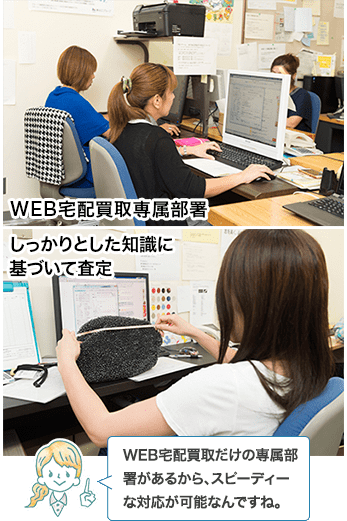 WEB宅配買取専属部署
しっかりとした知識に
基づいて査定
WEB宅配買取だけの専属部
署があるから、スピーディー
な対応が可能なんですね。